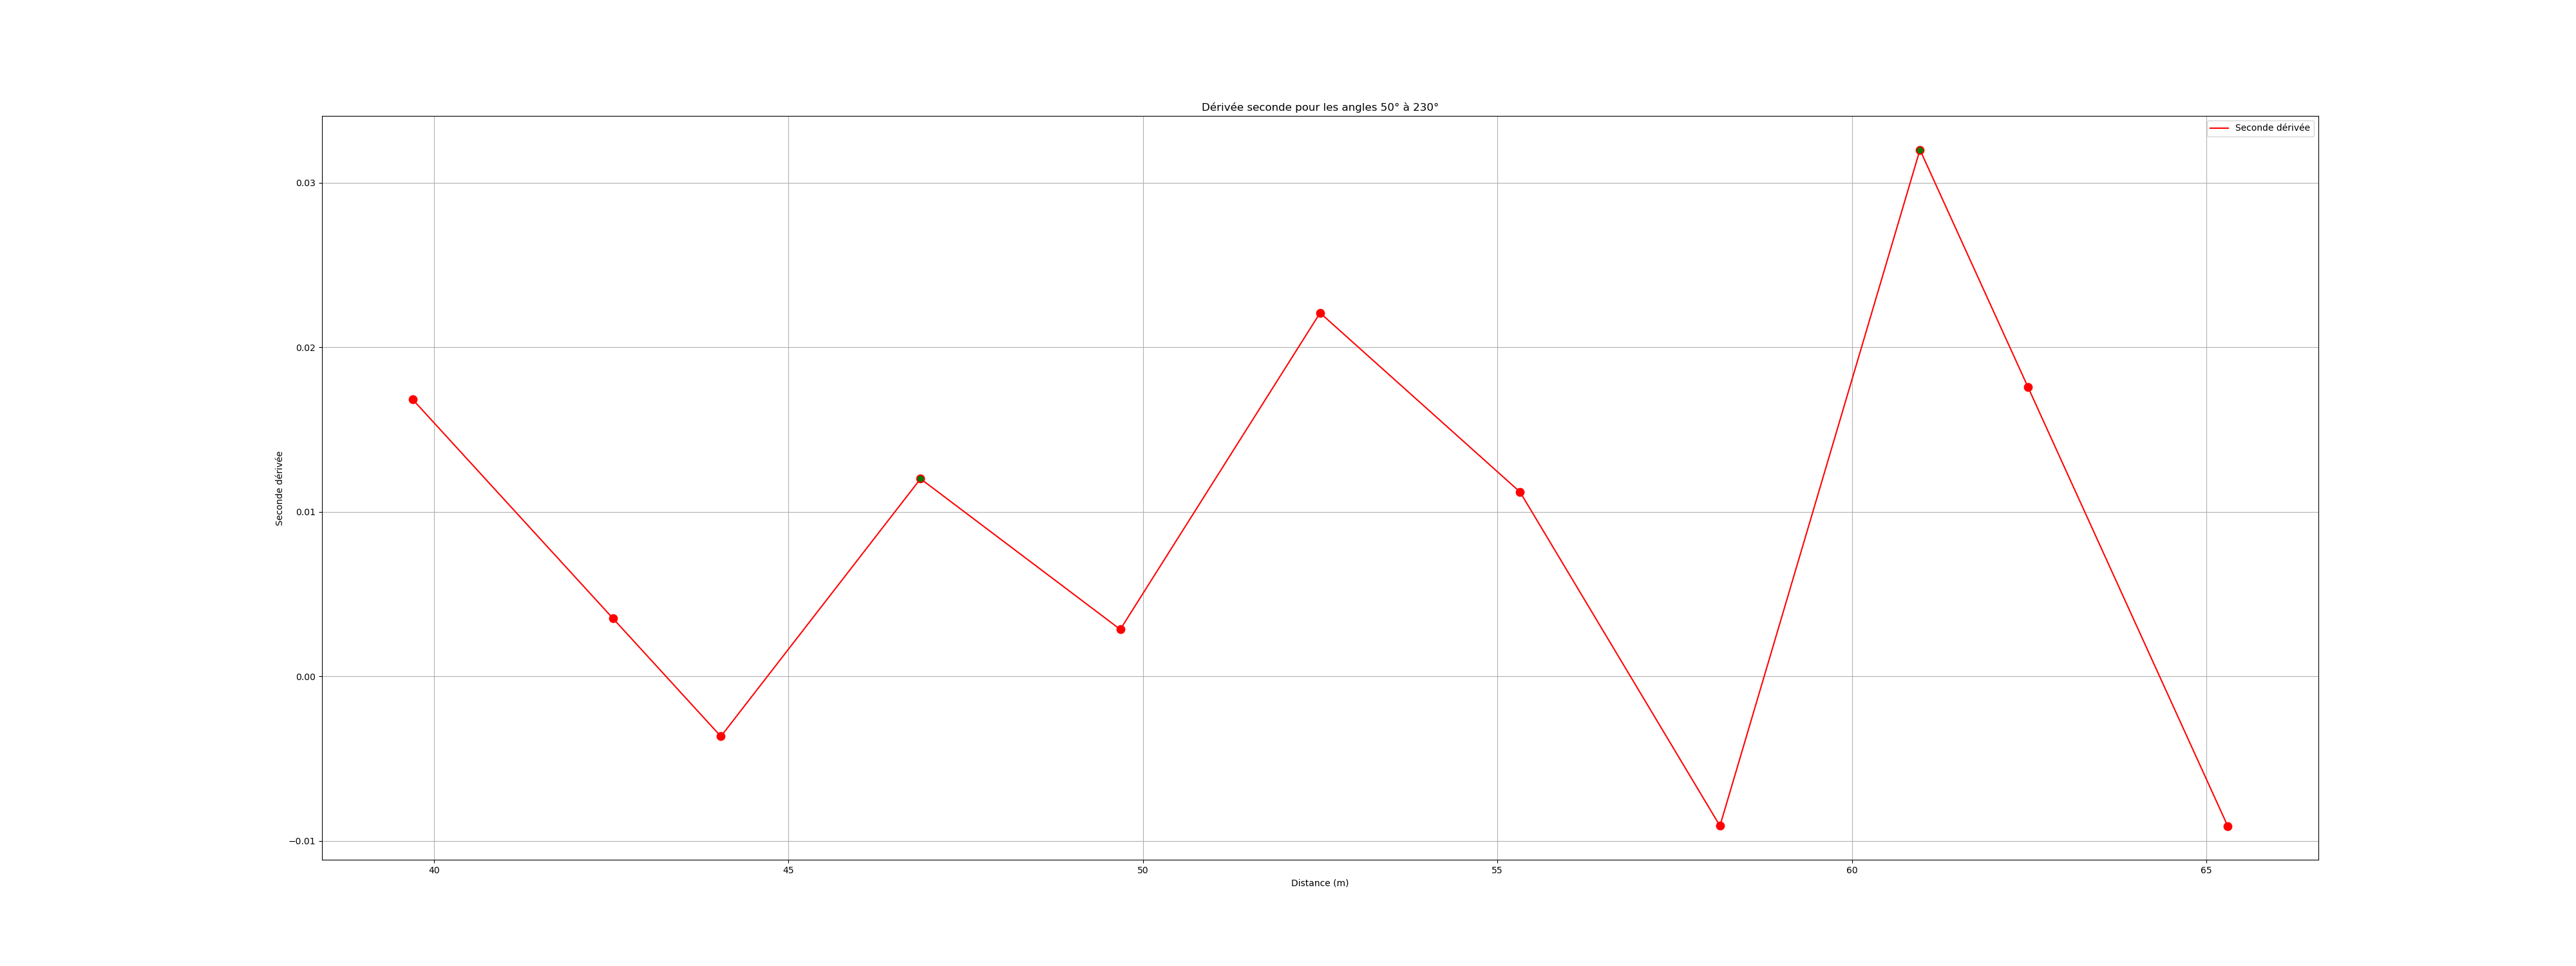 Dérivée seconde pour les angles 50° à 230°
Seconde dérivée
0.03
0.02
0.01
0.00
−0.01
Seconde dérivée
40
45
50
55
60
65
Distance (m)